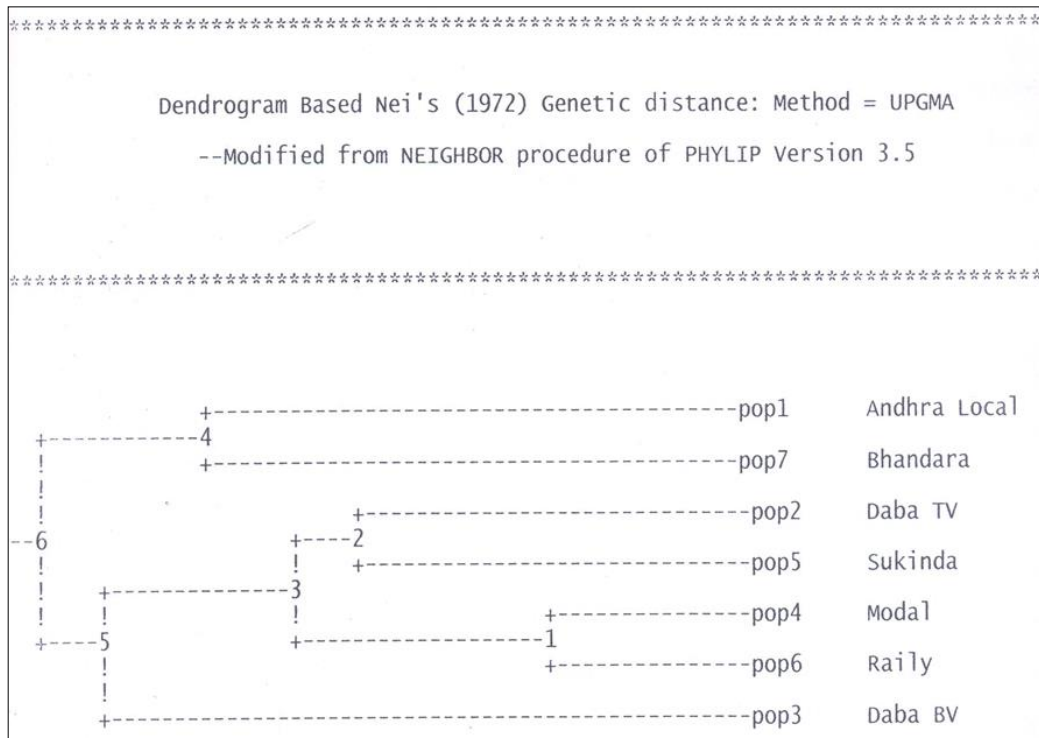 ********************************************************************************
Dendrogram Based Nei's (1972) Genetic distance: Method = UPGMA
--Modified from NEIGHBOR procedure of PHYLIP Version 3.5
********************************************************************************
+-----------------------------------pop1 Andhra Local
+----------4
! +-----------------------------------pop7 Bhandara
!
! +--------------------------pop2 Daba TV
--6 +----2
! ! +--------------------------pop5 Sukinda
! +------------3
! ! ! +-------------pop4 Modal
+----5 +----------------1
! +-------------pop6 Raily
!
+-------------------------------------------pop3 Daba BV